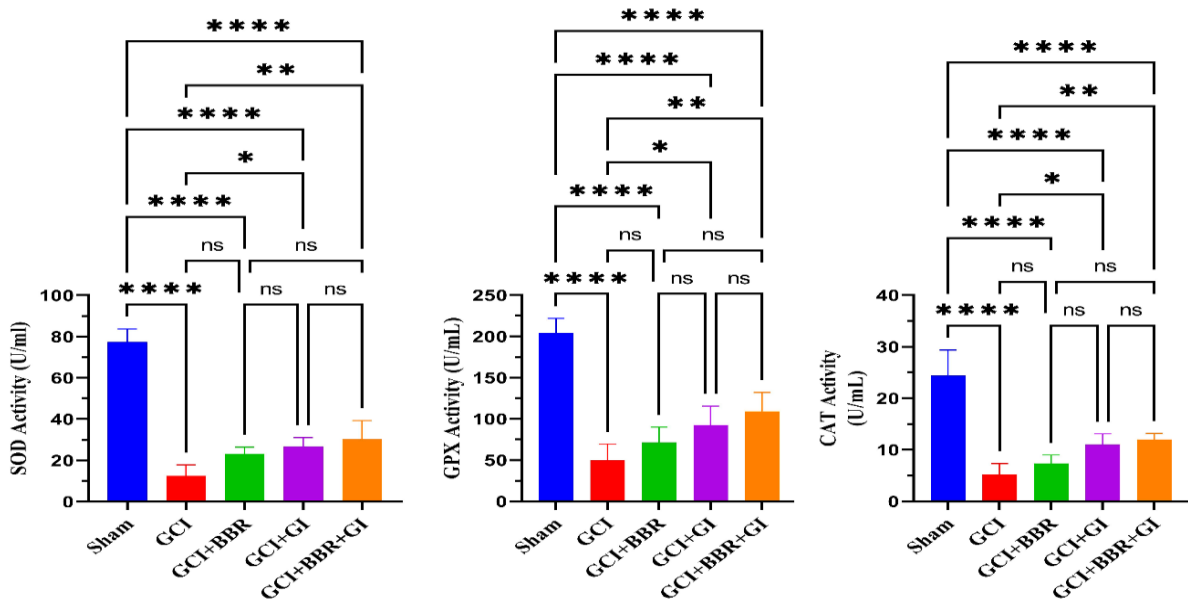 ****
**
****
*
****
ns
ns
****
ns
ns
SOD Activity (U/ml)
100
80
60
40
20
0
Sham
GCI
GCI+BBR
GCI+GI
GCI+BBR+GI
****
****
**
*
****
ns
ns
****
ns
ns
GPX Activity (U/mL)
250
200
150
100
50
0
Sham
GCI
GCI+BBR
GCI+GI
GCI+BBR+GI
****
**
****
*
****
ns
ns
****
ns
ns
CAT Activity
(U/mL)
40
30
20
10
0
Sham
GCI
GCI+BBR
GCI+GI
GCI+BBR+GI